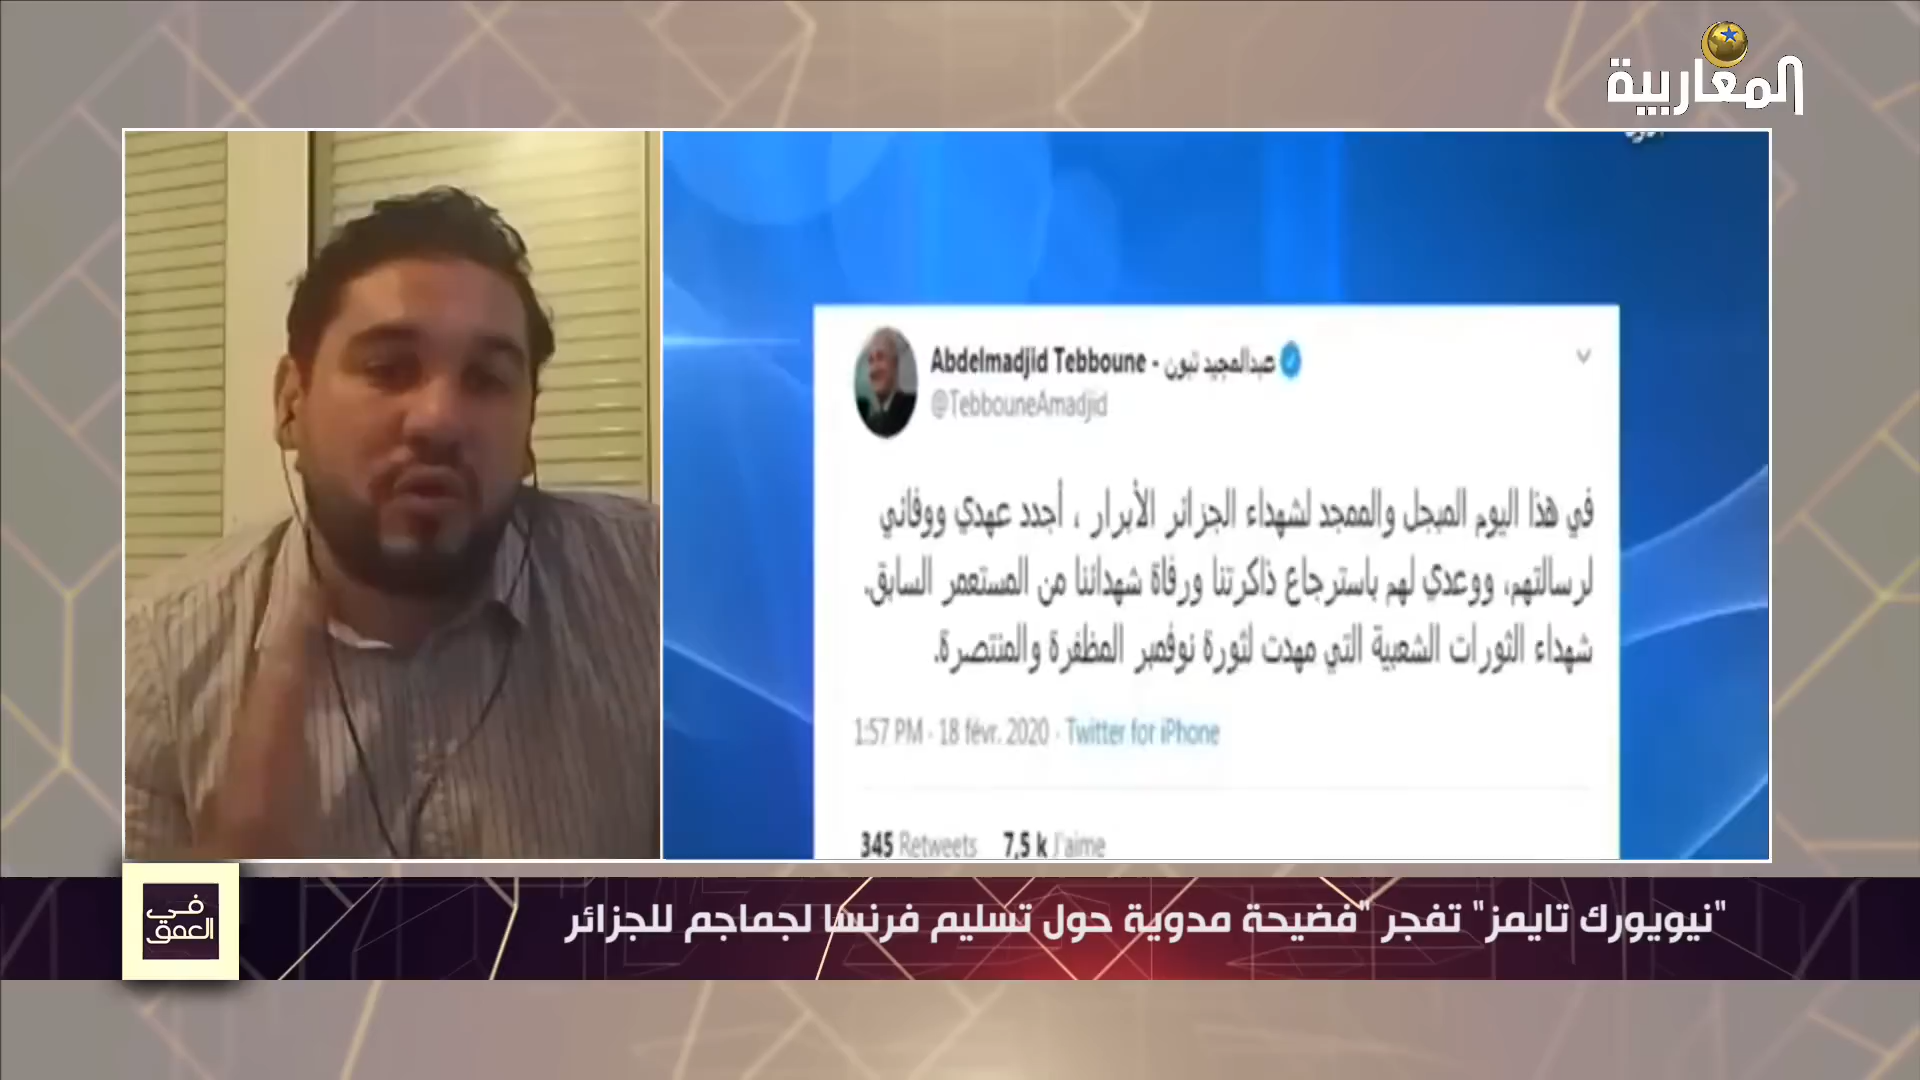 المغاربية
Abdelmadjid Tebboune - عبدالمجيد تبون
@TebbouneAmadjid
في هذا اليوم المبجل والممجد لشهداء الجزائر الأبرار ، أجدد عهدي ووفائي
لرسالتهم، ووعدي لهم باسترجاع ذاكرتنا ورفاة شهدائنا من المستعمر السابق.
شهداء الثورات الشعبية التي مهدت لثورة نوفمبر المظفرة والمنتصرة.
1:57 PM · 18 févr. 2020 · Twitter for iPhone
345 Retweets 7,5 k J'aime
"نيويورك تايمز" تفجر "فضيحة مدوية حول تسليم فرنسا لجماجم للجزائر
في
العمق